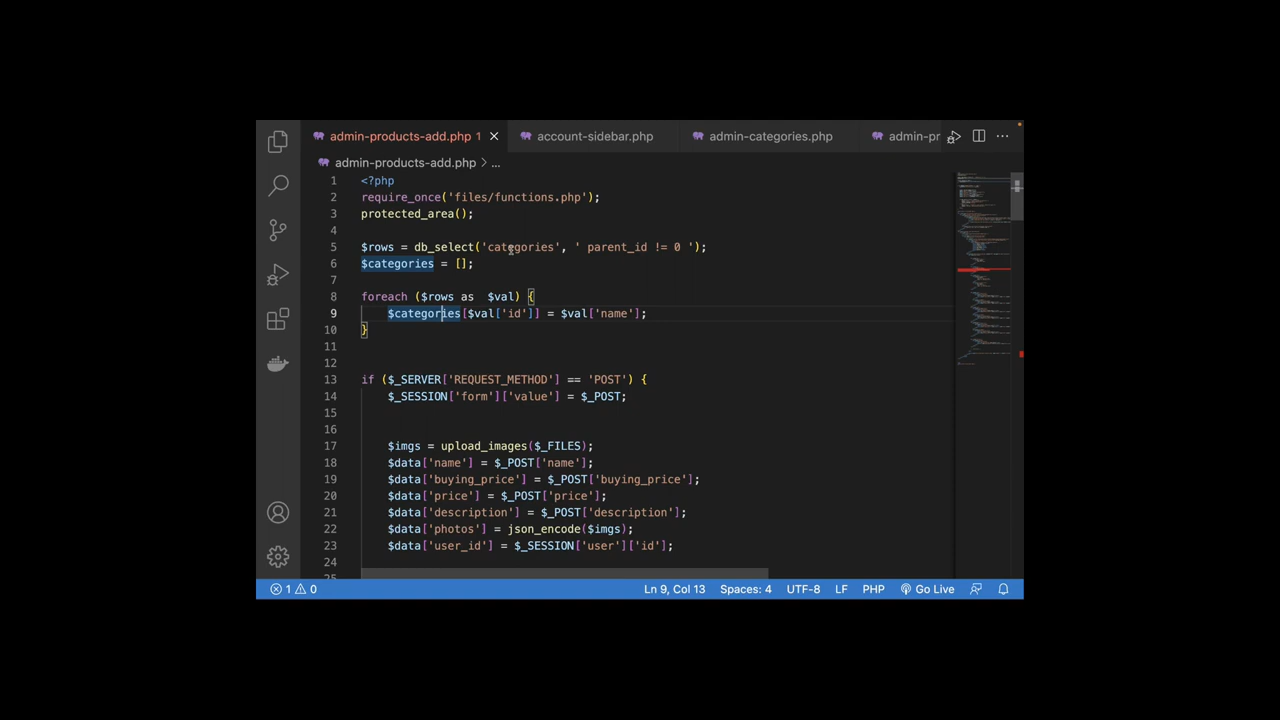 admin-products-add.php 1 account-sidebar.php admin-categories.php admin-pr
admin-products-add.php > ...
1 <?php
2 require_once('files/functions.php');
3 protected_area();
4
5 $rows = db_select('categories', ' parent_id != 0 ');
6 $categories = [];
7
8 foreach ($rows as  $val) {
9     $categories[$val['id']] = $val['name'];
10 }
11
12
13 if ($_SERVER['REQUEST_METHOD'] == 'POST') {
14     $_SESSION['form']['value'] = $_POST;
15
16
17     $imgs = upload_images($_FILES);
18     $data['name'] = $_POST['name'];
19     $data['buying_price'] = $_POST['buying_price'];
20     $data['price'] = $_POST['price'];
21     $data['description'] = $_POST['description'];
22     $data['photos'] = json_encode($imgs);
23     $data['user_id'] = $_SESSION['user']['id'];
24
25
1 0 Ln 9, Col 13 Spaces: 4 UTF-8 LF PHP Go Live